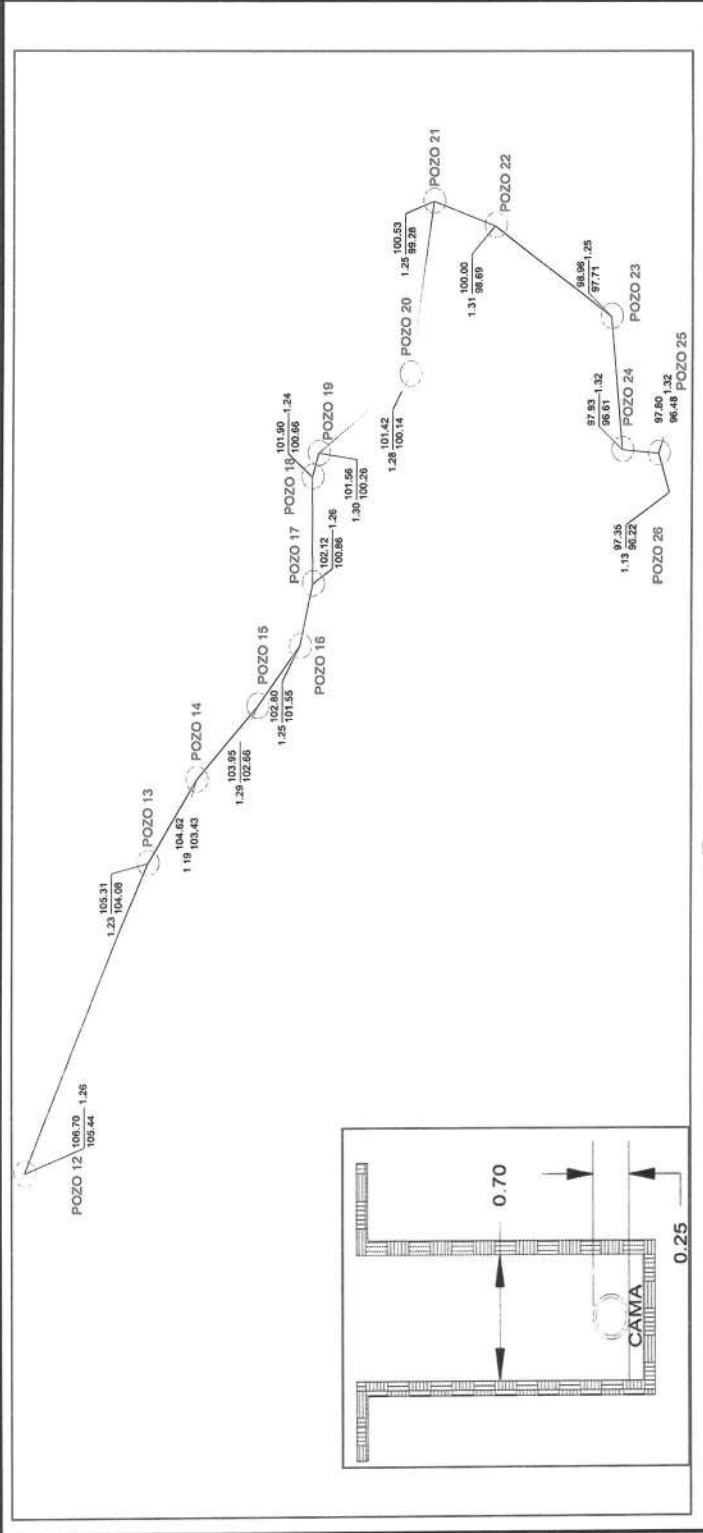 POZO 12
106.70
105.44
1.26
105.31
1.23
104.08
POZO 13
104.62
1 19
103.43
POZO 14
103.95
1.29
102.66
POZO 15
102.80
1.25
101.55
POZO 16
POZO 17
102.12
100.86
1.26
POZO 18
101.90
100.66
1.24
POZO 19
101.56
1.30
100.26
POZO 20
101.42
1.28
100.14
POZO 21
100.53
1.25
99.28
POZO 22
100.00
1.31
98.69
POZO 23
98.96
97.71
1.25
POZO 24
97.93
96.61
1.32
POZO 25
97.80
96.48
1.32
POZO 26
97.35
1.13
96.22
0.70
CAMA
0.25